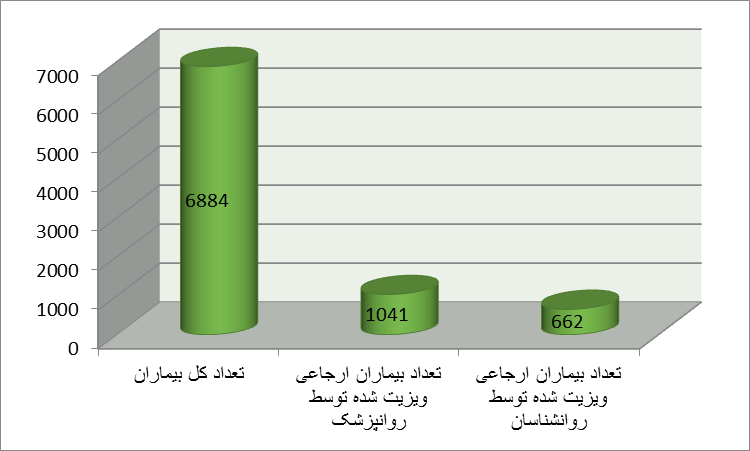 7000
6000
5000
4000
3000
2000
1000
0
6884
1041
662
تعداد کل بیماران
تعداد بیماران ارجاعی
ویزیت شده توسط
روانپزشک
تعداد بیماران ارجاعی
ویزیت شده توسط
روانشناسان